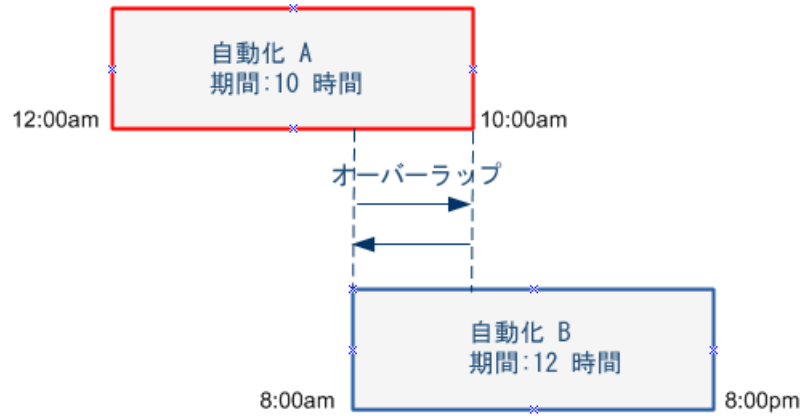 自動化 A
期間:10 時間
12:00am
10:00am
オーバーラップ
自動化 B
期間:12 時間
8:00am
8:00pm